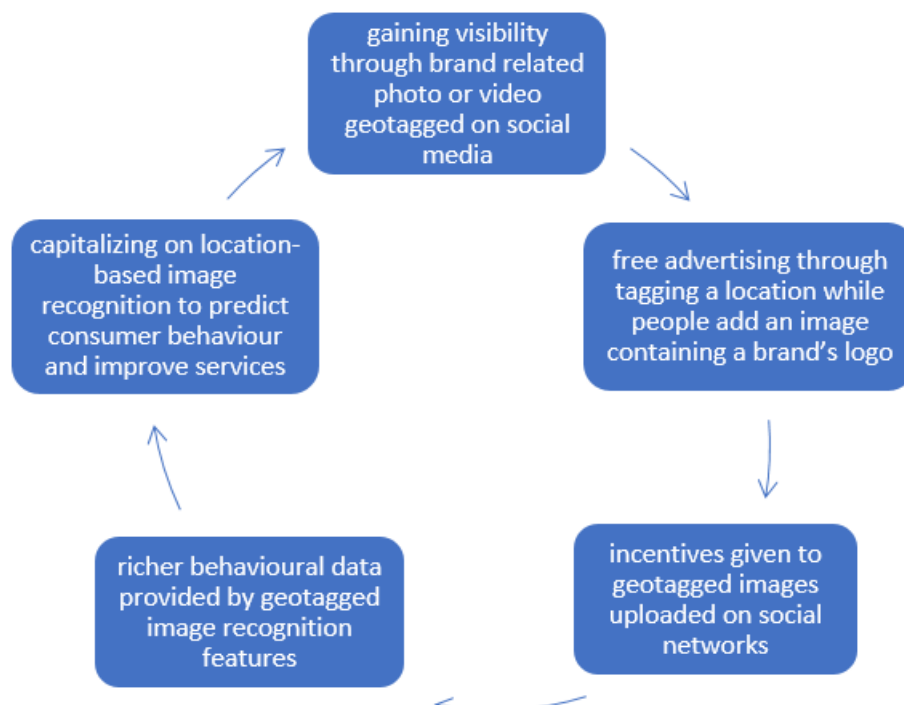 gaining visibility
through brand related
photo or video
geotagged on social
media
free advertising through
tagging a location while
people add an image
containing a brand's logo
incentives given to
geotagged images
uploaded on social
networks
richer behavioural data
provided by geotagged
image recognition
features
capitalizing on location-
based image
recognition to predict
consumer behaviour
and improve services